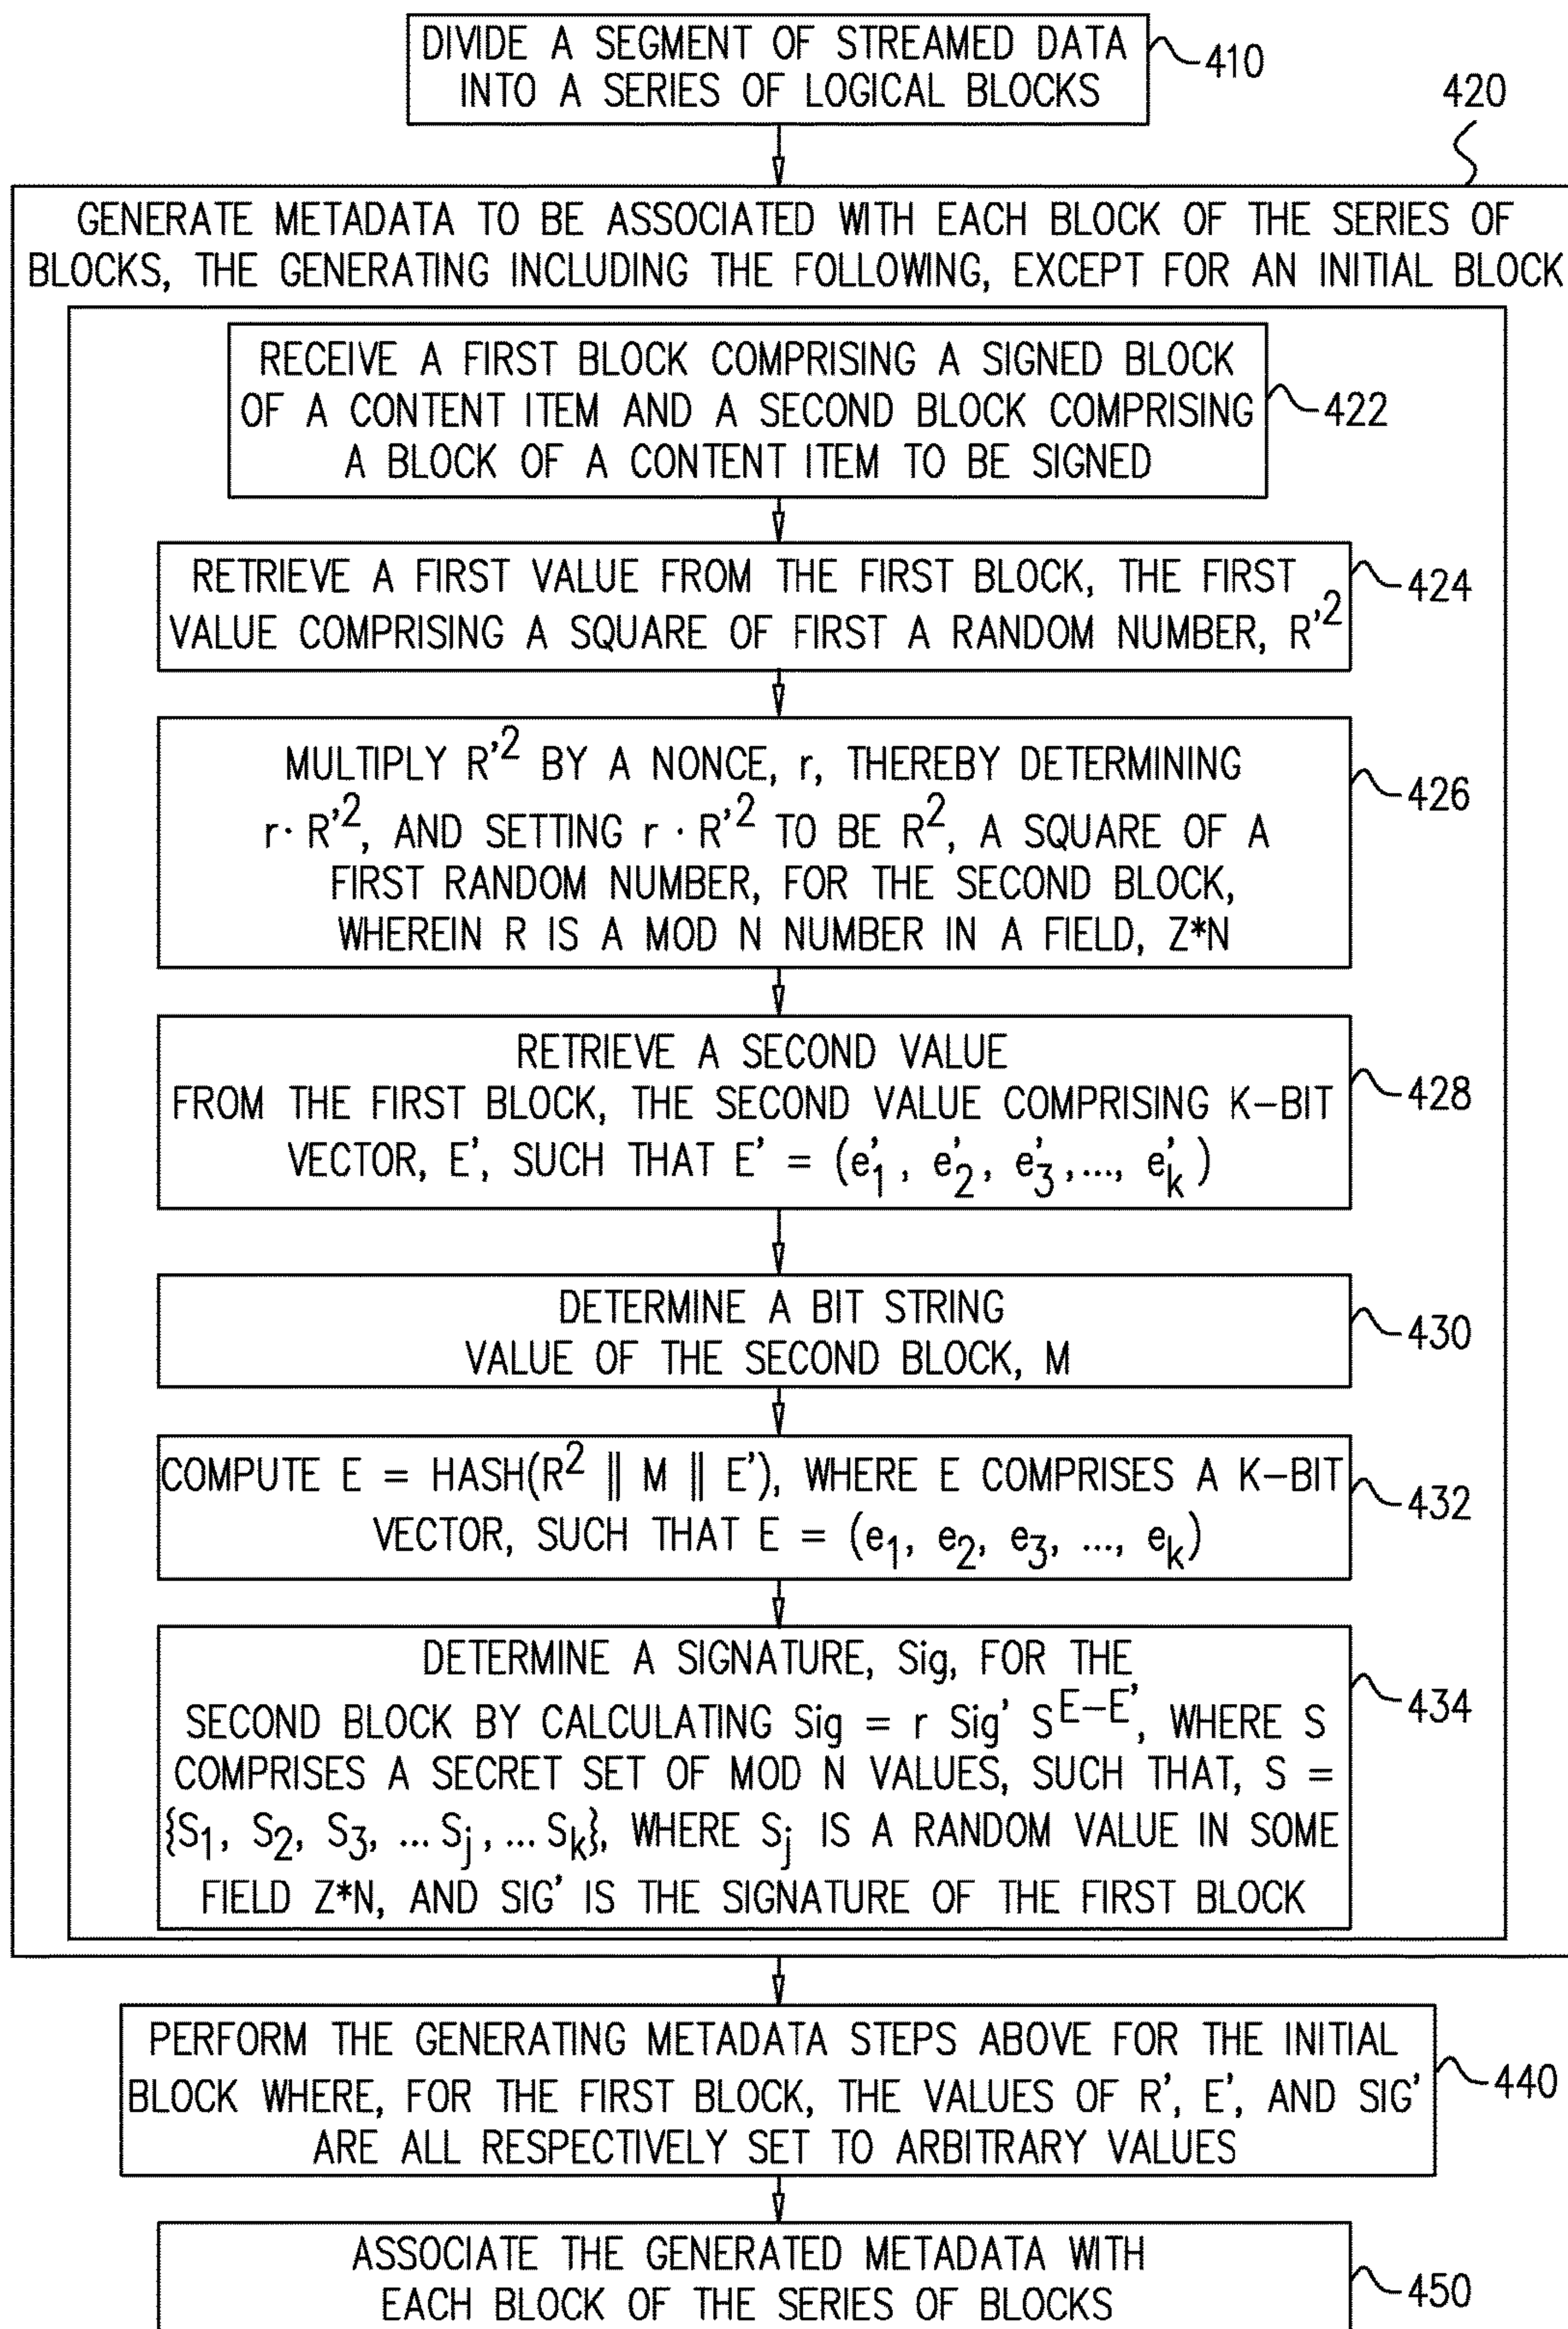 DIVIDE A SEGMENT OF STREAMED DATA
INTO A SERIES OF LOGICAL BLOCKS
410
420
GENERATE METADATA TO BE ASSOCIATED WITH EACH BLOCK OF THE SERIES OF
BLOCKS, THE GENERATING INCLUDING THE FOLLOWING, EXCEPT FOR AN INITIAL BLOCK
RECEIVE A FIRST BLOCK COMPRISING A SIGNED BLOCK
OF A CONTENT ITEM AND A SECOND BLOCK COMPRISING
A BLOCK OF A CONTENT ITEM TO BE SIGNED
422
RETRIEVE A FIRST VALUE FROM THE FIRST BLOCK, THE FIRST
VALUE COMPRISING A SQUARE OF FIRST A RANDOM NUMBER, R'²
424
MULTIPLY R'² BY A NONCE, r, THEREBY DETERMINING
r· R'², AND SETTING r · R'² TO BE R², A SQUARE OF A
FIRST RANDOM NUMBER, FOR THE SECOND BLOCK,
WHEREIN R IS A MOD N NUMBER IN A FIELD, Z*N
426
RETRIEVE A SECOND VALUE
FROM THE FIRST BLOCK, THE SECOND VALUE COMPRISING K-BIT
VECTOR, E', SUCH THAT E' = (e'₁, e'₂, e'₃,..., e'ₖ)
428
DETERMINE A BIT STRING
VALUE OF THE SECOND BLOCK, M
430
COMPUTE E = HASH(R² || M || E'), WHERE E COMPRISES A K-BIT
VECTOR, SUCH THAT E = (e₁, e₂, e₃, ..., eₖ)
432
DETERMINE A SIGNATURE, Sig, FOR THE
SECOND BLOCK BY CALCULATING Sig = r Sig' S^E-E', WHERE S
COMPRISES A SECRET SET OF MOD N VALUES, SUCH THAT, S =
{S₁, S₂, S₃, ...Sⱼ,...Sₖ}, WHERE Sⱼ IS A RANDOM VALUE IN SOME
FIELD Z*N, AND SIG' IS THE SIGNATURE OF THE FIRST BLOCK
434
PERFORM THE GENERATING METADATA STEPS ABOVE FOR THE INITIAL
BLOCK WHERE, FOR THE FIRST BLOCK, THE VALUES OF R', E', AND SIG'
ARE ALL RESPECTIVELY SET TO ARBITRARY VALUES
440
ASSOCIATE THE GENERATED METADATA WITH
EACH BLOCK OF THE SERIES OF BLOCKS
450